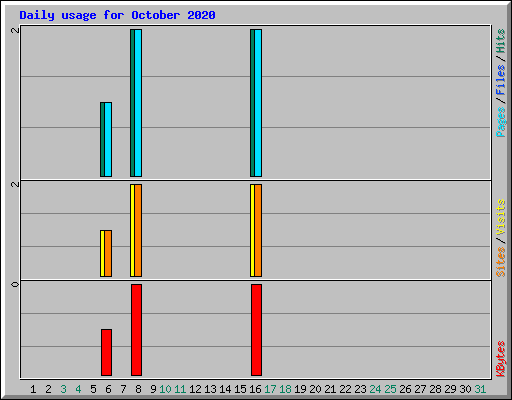 Daily usage for October 2020
2
2
0
Pages / Files / Hits
Sites / Visits
KBytes
1 2 3 4 5 6 7 8 9 10 11 12 13 14 15 16 17 18 19 20 21 22 23 24 25 26 27 28 29 30 31